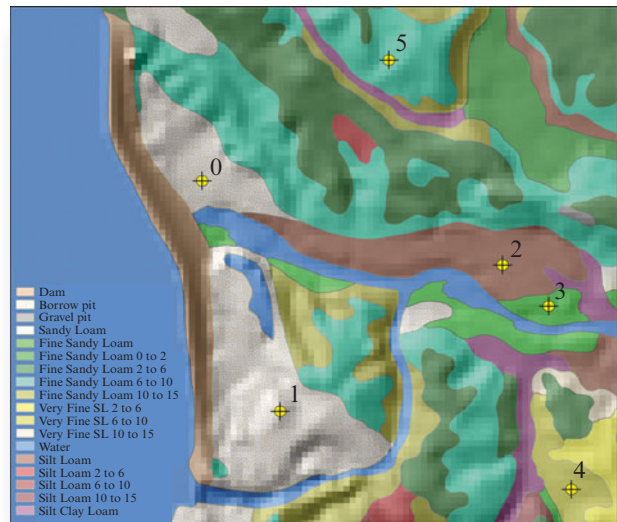 5
0
2
3
1
4
Dam
Borrow pit
Gravel pit
Sandy Loam
Fine Sandy Loam
Fine Sandy Loam 0 to 2
Fine Sandy Loam 2 to 6
Fine Sandy Loam 6 to 10
Fine Sandy Loam 10 to 15
Very Fine SL 2 to 6
Very Fine SL 6 to 10
Very Fine SL 10 to 15
Water
Silt Loam
Silt Loam 2 to 6
Silt Loam 6 to 10
Silt Loam 10 to 15
Silt Clay Loam